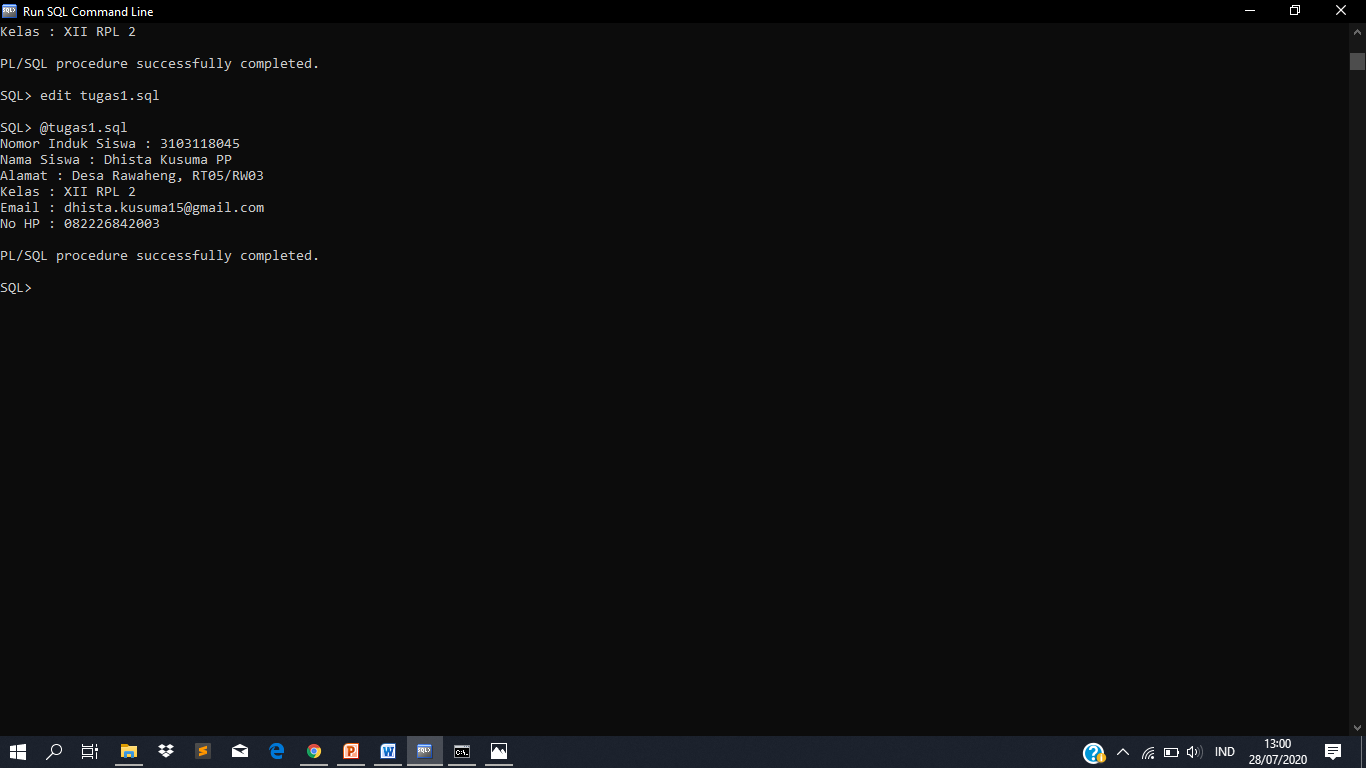 Run SQL Command Line
Kelas : XII RPL 2
PL/SQL procedure successfully completed.
SQL> edit tugas1.sql
SQL> @tugas1.sql
Nomor Induk Siswa : 3103118045
Nama Siswa : Dhista Kusuma PP
Alamat : Desa Rawaheng, RT05/RW03
Kelas : XII RPL 2
Email : dhista.kusuma15@gmail.com
No HP : 082226842003
PL/SQL procedure successfully completed.
SQL>
IND
13:00
28/07/2020